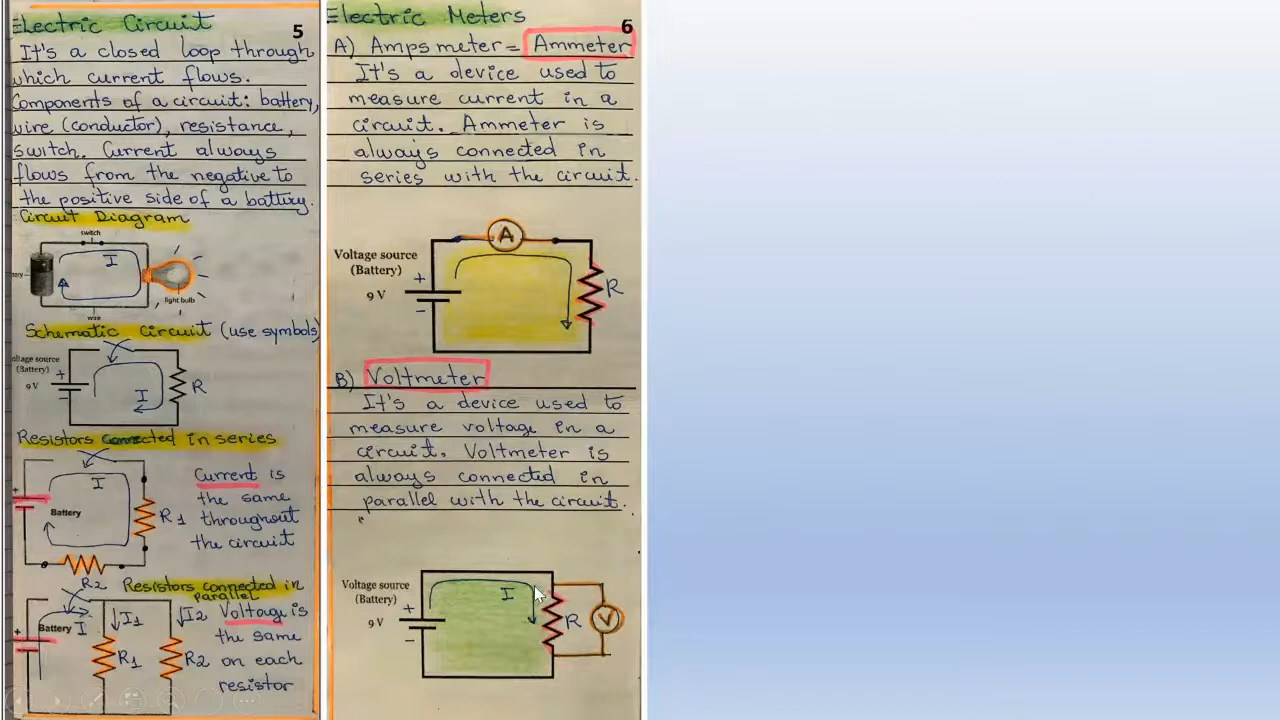 Electric Circuit
5
It's a closed loop through
which current flows.
Components of a circuit: battery,
wire (conductor), resistance,
switch. Current always
flows from the negative to
the positive side of a battery.
Circuit Diagram
switch
I
light bulb
wire
Schematic Circuit (use symbols)
(Battery)
+
9 V
−
I
R
Resistors connected in series
+
I
Battery
R1
R2
Current is
the same
throughout
the circuit
Resistors connected in
parallel
+
Battery
I
I1
I2
R1
R2
Voltage is
the same
on each
resistor
Electric Meters
6
A) Ampsmeter = Ammeter
It's a device used to
measure current in a
circuit. Ammeter is
always connected in
series with the circuit.
A
Voltage source
(Battery)
9 V
+
−
R
B) Voltmeter
It's a device used to
measure voltage in a
circuit. Voltmeter is
always connected in
parallel with the circuit.
Voltage source
(Battery)
9 V
+
−
I
R
V